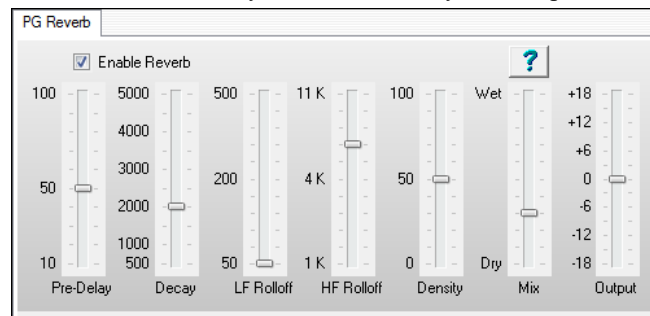 PG Reverb
Enable Reverb
?
100 5000 500 11 K 100 Wet +18
4000 +12
3000 +6
50 200 4 K 50 0
2000 -6
1000 -12
10 500 50 1 K 0 Dry -18
Pre-Delay Decay LF Rolloff HF Rolloff Density Mix Output